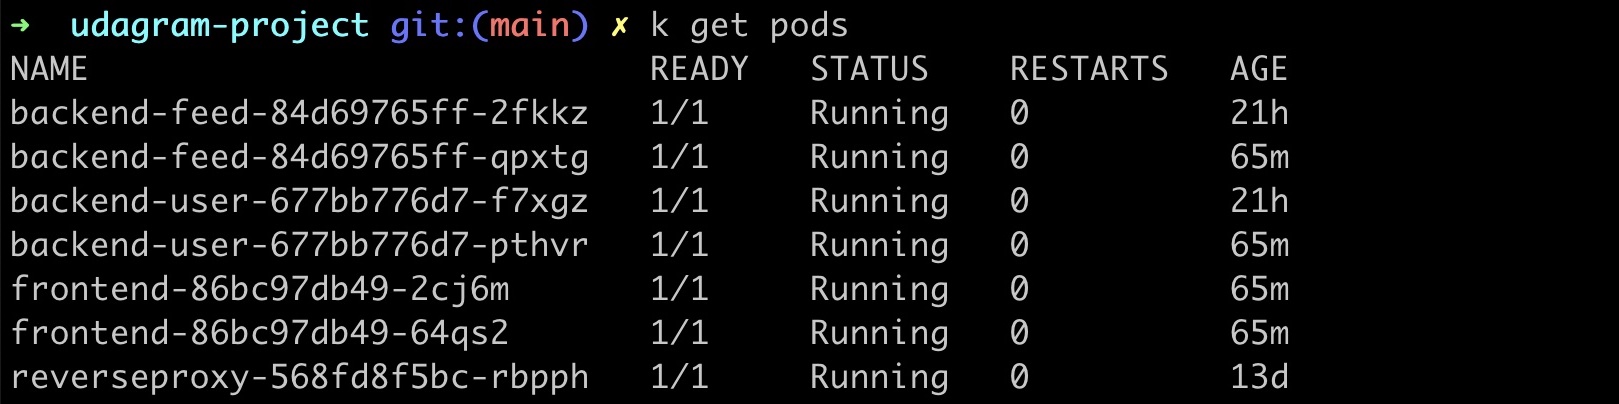 ➜  udagram-project git:(main) ✗ k get pods
NAME                            READY   STATUS    RESTARTS   AGE
backend-feed-84d69765ff-2fkkz   1/1     Running   0          21h
backend-feed-84d69765ff-qpxtg   1/1     Running   0          65m
backend-user-677bb776d7-f7xgz   1/1     Running   0          21h
backend-user-677bb776d7-pthvr   1/1     Running   0          65m
frontend-86bc97db49-2cj6m       1/1     Running   0          65m
frontend-86bc97db49-64qs2       1/1     Running   0          65m
reverseproxy-568fd8f5bc-rbpph   1/1     Running   0          13d